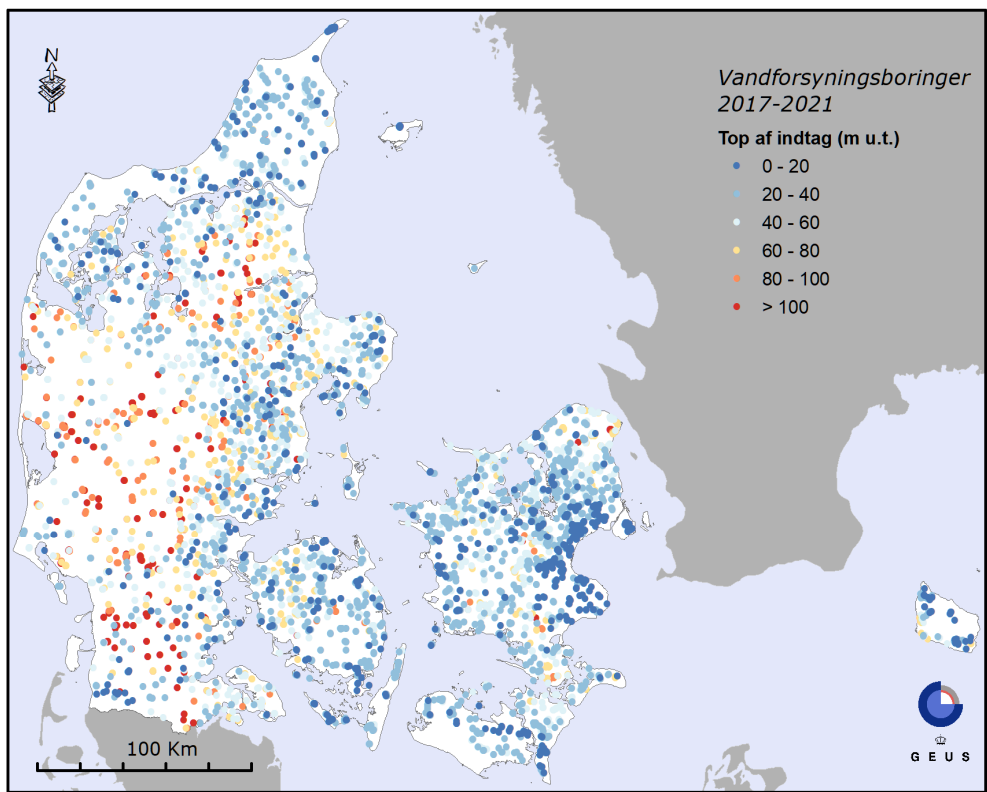 N
Vandforsyningsboringer
2017-2021
Top af indtag (m u.t.)
0 - 20
20 - 40
40 - 60
60 - 80
80 - 100
> 100
100 Km
G E U S